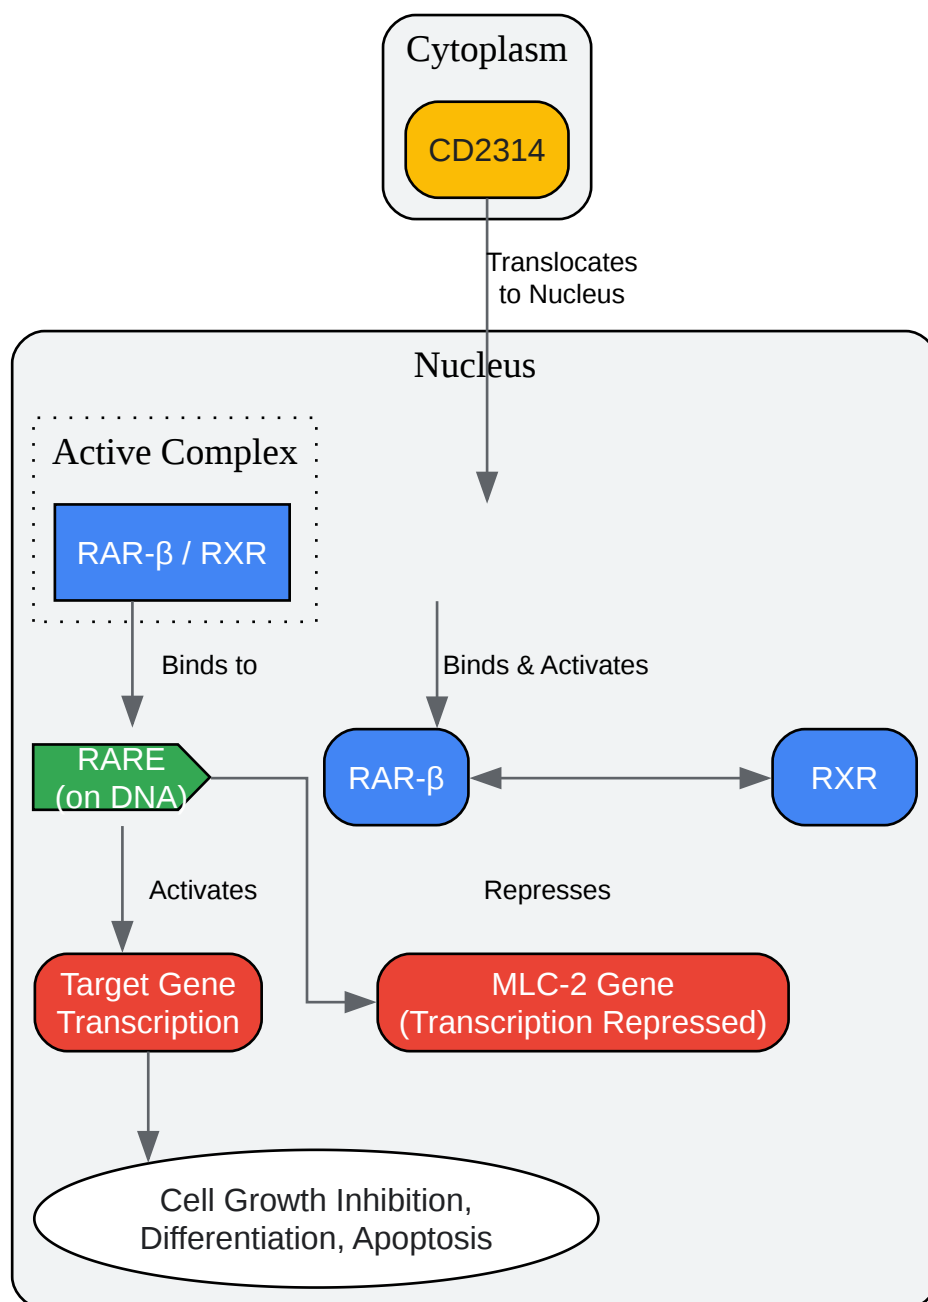 Cytoplasm
CD2314
Translocates
to Nucleus
Nucleus
Active Complex
RAR-β / RXR
Binds to
Binds & Activates
RARE
(on DNA)
RAR-β
RXR
Activates
Represses
Target Gene
Transcription
MLC-2 Gene
(Transcription Repressed)
Cell Growth Inhibition,
Differentiation, Apoptosis